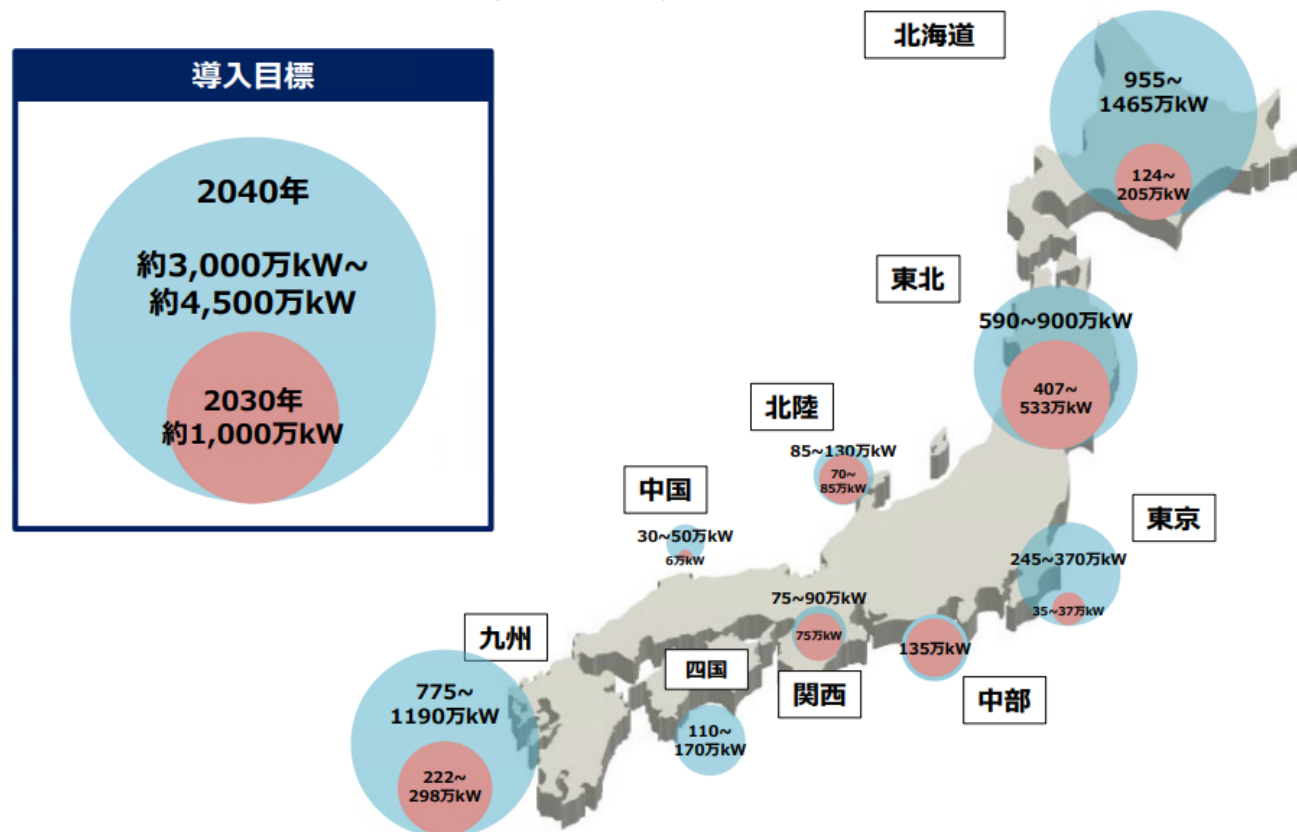 導入目標
2040年
約3,000万kW~
約4,500万kW
2030年
約1,000万kW
北海道
955~
1465万kW
124~
205万kW
東北
590~900万kW
407~
533万kW
北陸
85~130万kW
70~
85万kW
中国
30~50万kW
6万kW
東京
245~370万kW
35~37万kW
75~90万kW
75万kW
関西
135万kW
中部
九州
775~
1190万kW
222~
298万kW
四国
110~
170万kW